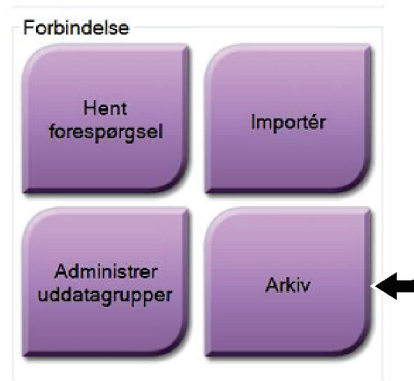 Forbindelse
Hent
forespørgsel
Importér
Administrer
uddatagrupper
Arkiv